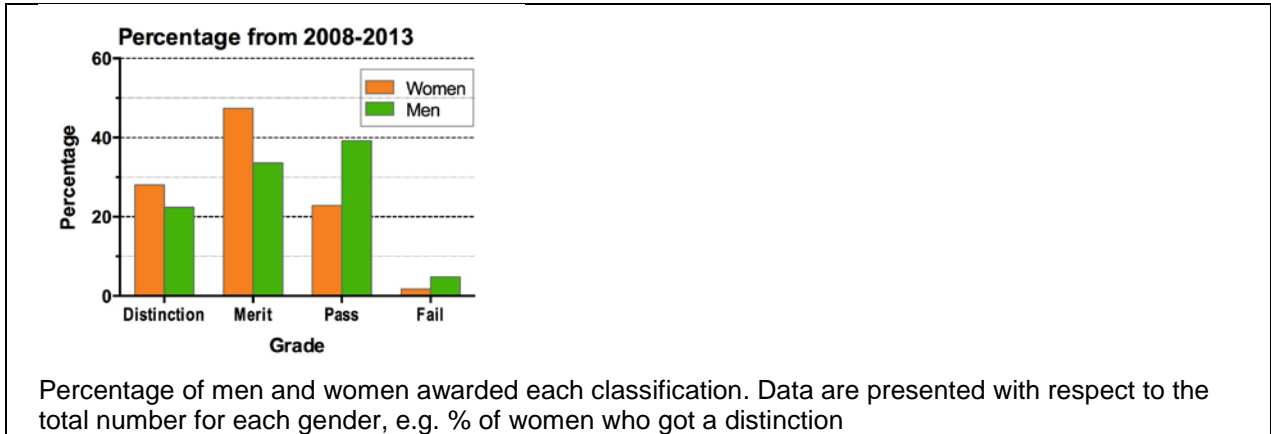 Percentage from 2008-2013
60
Women
Men
40
Percentage
20
0
Distinction Merit Pass Fail
Grade
Percentage of men and women awarded each classification. Data are presented with respect to the
total number for each gender, e.g. % of women who got a distinction